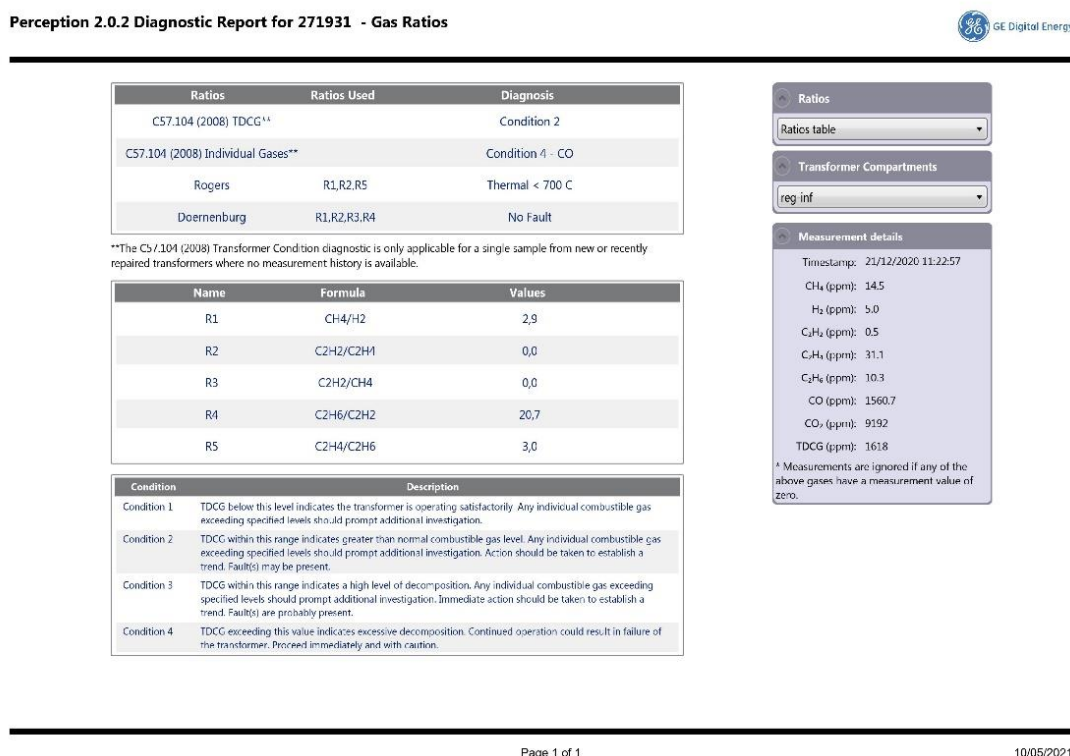 Perception 2.0.2 Diagnostic Report for 271931 - Gas Ratios
GE Digital Energy
Ratios Ratios Used Diagnosis
C57.104 (2008) TDCG** Condition 2
C57.104 (2008) Individual Gases** Condition 4 - CO
Rogers R1,R2,R5 Thermal < 700 C
Doernenburg R1,R2,R3,R4 No Fault
**The C57.104 (2008) Transformer Condition diagnostic is only applicable for a single sample from new or recently
repaired transformers where no measurement history is available.
Name Formula Values
R1 CH4/H2 2,9
R2 C2H2/C2H4 0,0
R3 C2H2/CH4 0,0
R4 C2H6/C2H2 20,7
R5 C2H4/C2H6 3,0
Condition Description
Condition 1 TDCG below this level indicates the transformer is operating satisfactorily. Any individual combustible gas
exceeding specified levels should prompt additional investigation.
Condition 2 TDCG within this range indicates greater than normal combustible gas level. Any individual combustible gas
exceeding specified levels should prompt additional investigation. Action should be taken to establish a
trend. Fault(s) may be present.
Condition 3 TDCG within this range indicates a high level of decomposition. Any individual combustible gas exceeding
specified levels should prompt additional investigation. Immediate action should be taken to establish a
trend. Fault(s) are probably present.
Condition 4 TDCG exceeding this value indicates excessive decomposition. Continued operation could result in failure of
the transformer. Proceed immediately and with caution.
Ratios
Ratios table
Transformer Compartments
reg inf
Measurement details
Timestamp: 21/12/2020 11:22:57
CH₄ (ppm): 14.5
H₂ (ppm): 5.0
C₂H₂ (ppm): 0.5
C₂H₄ (ppm): 31.1
C₂H₆ (ppm): 10.3
CO (ppm): 1560.7
CO₂ (ppm): 9192
TDCG (ppm): 1618
* Measurements are ignored if any of the
above gases have a measurement value of
zero.
Page 1 of 1
10/05/2021